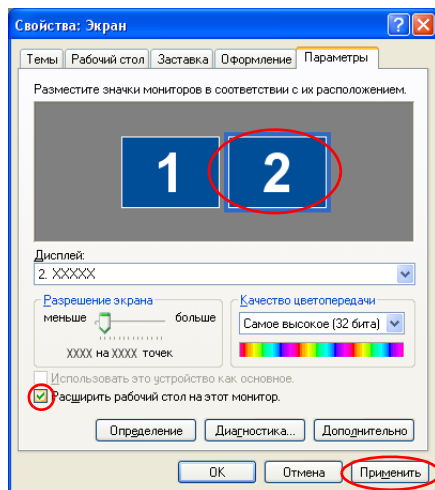 Свойства: Экран
Темы Рабочий стол Заставка Оформление Параметры
Разместите значки мониторов в соответствии с их расположением.
1 2
Дисплей:
2. XXXXX
Разрешение экрана
меньше больше
XXXX на XXXX точек
Качество цветопередачи
Самое высокое (32 бита)
Использовать это устройство как основное.
Расширить рабочий стол на этот монитор.
Определение Диагностика... Дополнительно
OK Отмена Применить